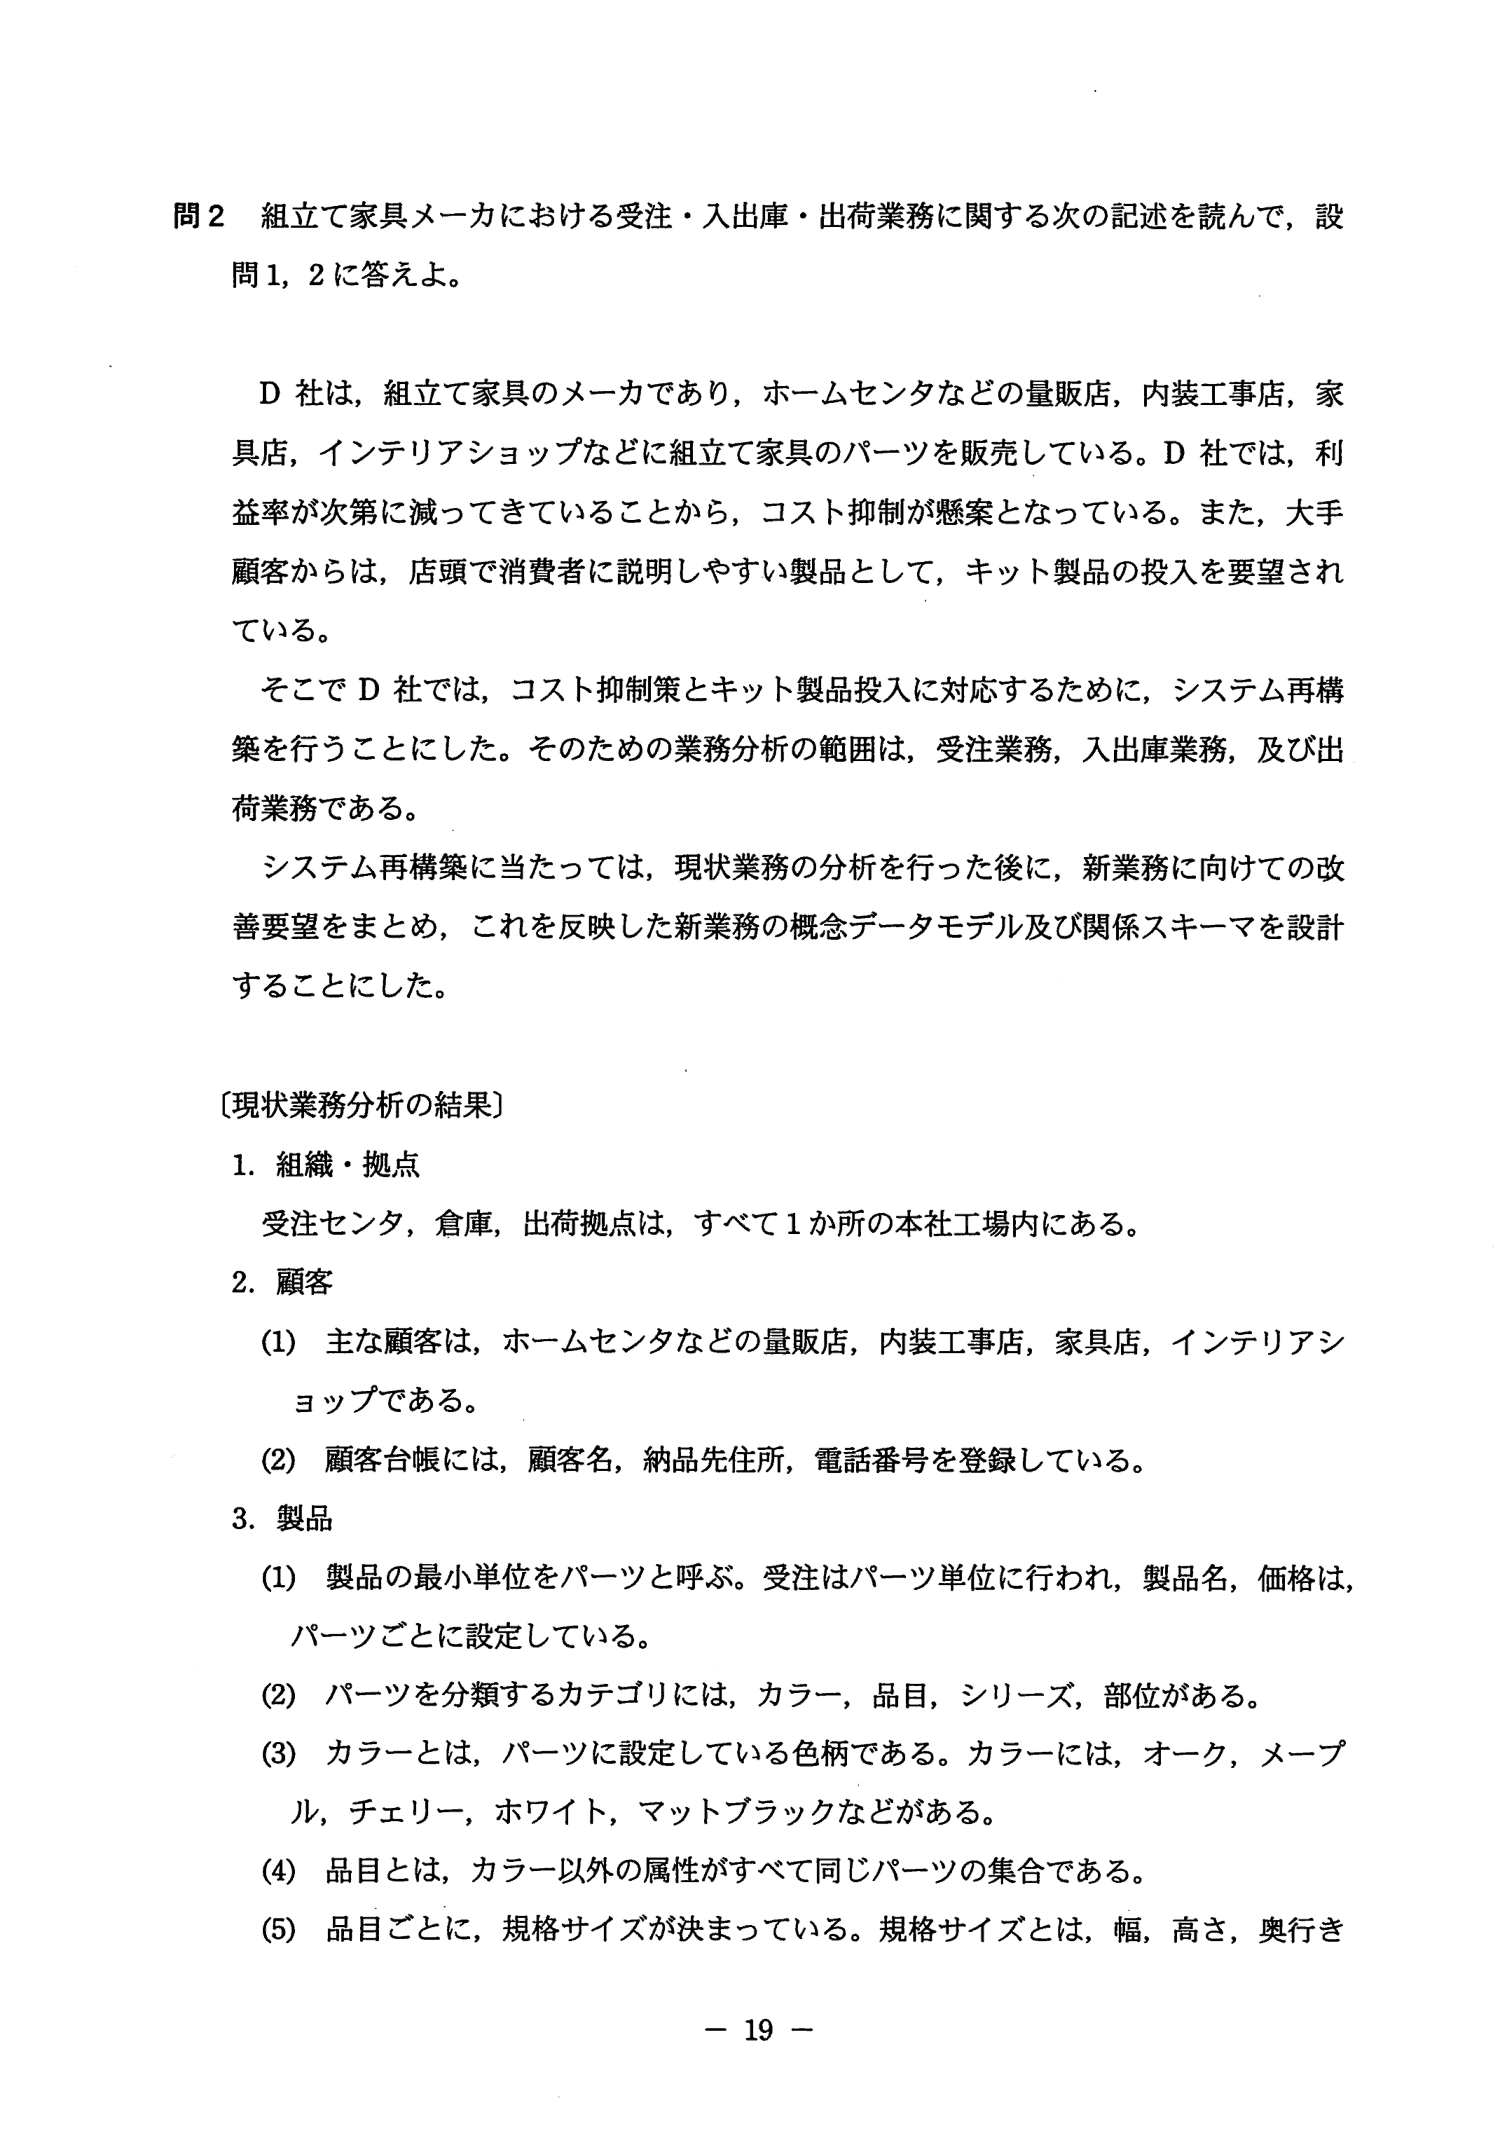 問2 組立て家具メーカにおける受注・入出庫・出荷業務に関する次の記述を読んで，設
問1，2に答えよ。
D 社は，組立て家具のメーカであり，ホームセンタなどの量販店，内装工事店，家
具店，インテリアショップなどに組立て家具のパーツを販売している。D 社では，利
益率が次第に減ってきていることから，コスト抑制が懸案となっている。また，大手
顧客からは，店頭で消費者に説明しやすい製品として，キット製品の投入を要望され
ている。
そこで D 社では，コスト抑制策とキット製品投入に対応するために，システム再構
築を行うことにした。そのための業務分析の範囲は，受注業務，入出庫業務，及び出
荷業務である。
システム再構築に当たっては，現状業務の分析を行った後に，新業務に向けての改
善要望をまとめ，これを反映した新業務の概念データモデル及び関係スキーマを設計
することにした。
〔現状業務分析の結果〕
1. 組織・拠点
受注センタ，倉庫，出荷拠点は，すべて1か所の本社工場内にある。
2. 顧客
(1) 主な顧客は，ホームセンタなどの量販店，内装工事店，家具店，インテリアシ
ョップである。
(2) 顧客台帳には，顧客名，納品先住所，電話番号を登録している。
3. 製品
(1) 製品の最小単位をパーツと呼ぶ。受注はパーツ単位に行われ，製品名，価格は，
パーツごとに設定している。
(2) パーツを分類するカテゴリには，カラー，品目，シリーズ，部位がある。
(3) カラーとは，パーツに設定している色柄である。カラーには，オーク，メープ
ル，チェリー，ホワイト，マットブラックなどがある。
(4) 品目とは，カラー以外の属性がすべて同じパーツの集合である。
(5) 品目ごとに，規格サイズが決まっている。規格サイズとは，幅，高さ，奥行き
－ 19 －